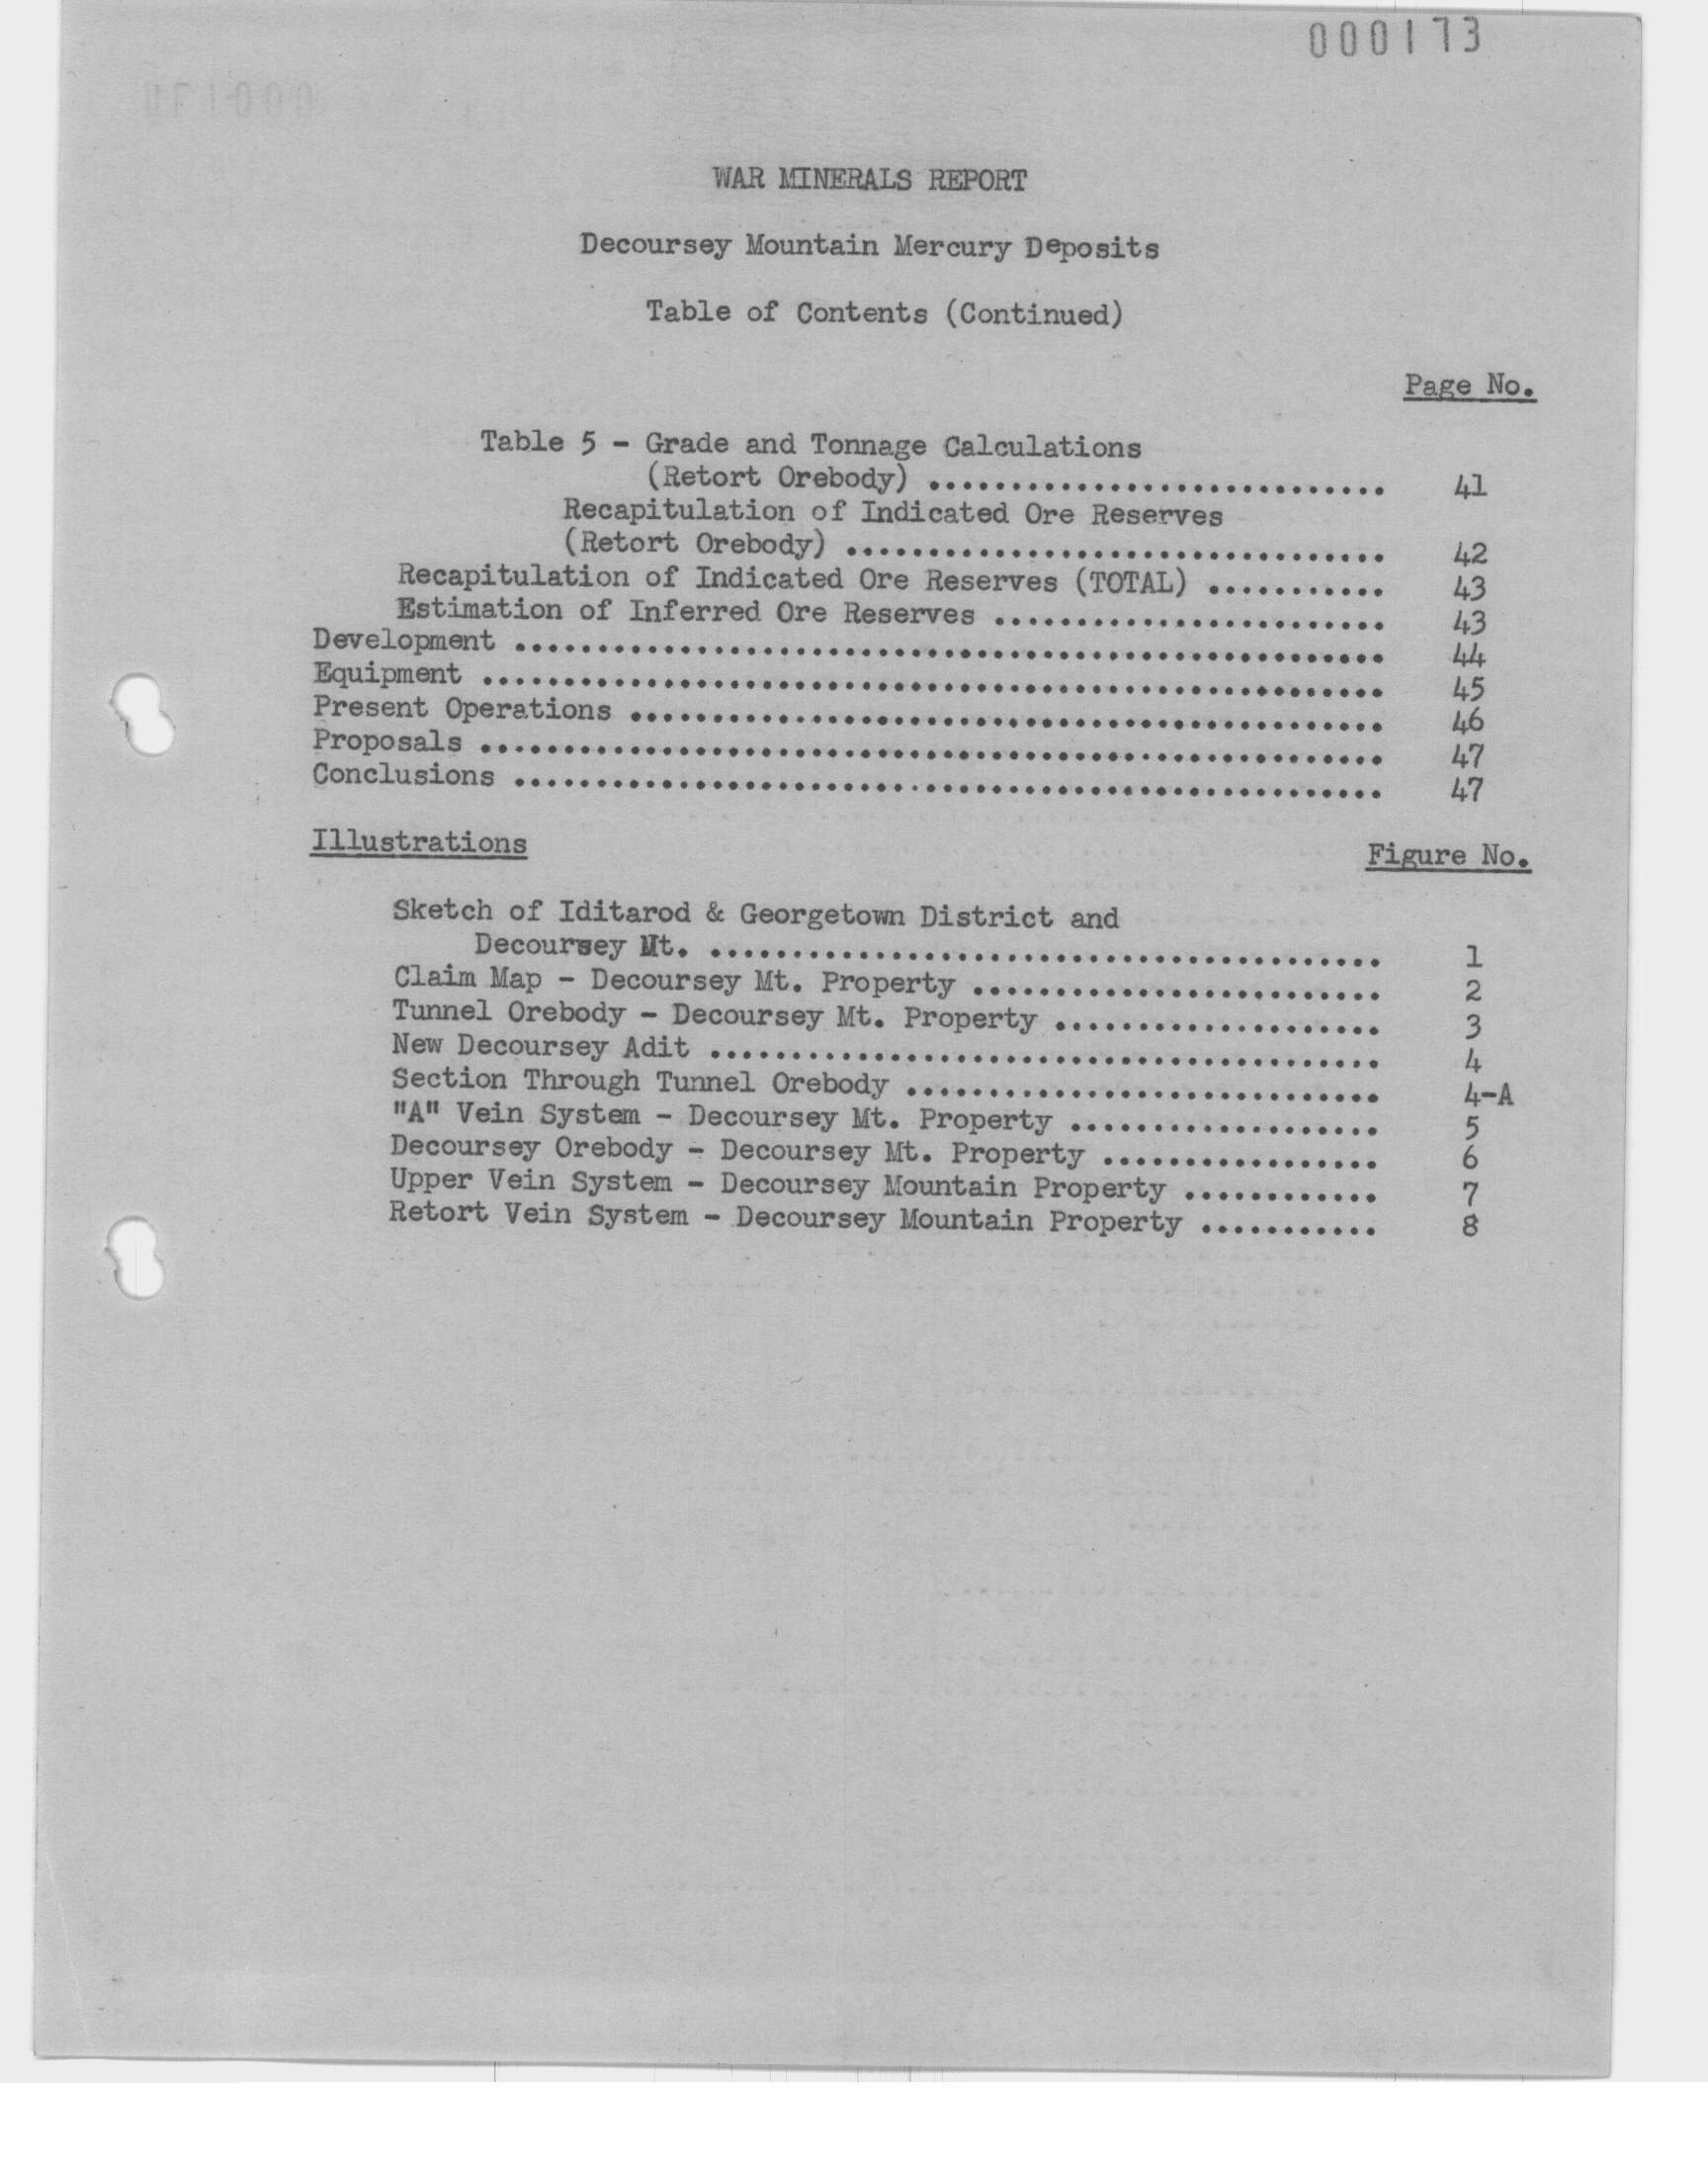 000173
WAR MINERALS REPORT
Decoursey Mountain Mercury Deposits
Table of Contents (Continued)
Page No.
Table 5 - Grade and Tonnage Calculations
(Retort Orebody) ............................ 41
Recapitulation of Indicated Ore Reserves
(Retort Orebody) ................................. 42
Recapitulation of Indicated Ore Reserves (TOTAL) ........... 43
Estimation of Inferred Ore Reserves ........................ 43
Development ..................................................... 44
Equipment ....................................................... 45
Present Operations .............................................. 46
Proposals ....................................................... 47
Conclusions ..................................................... 47
Illustrations
Figure No.
Sketch of Iditarod & Georgetown District and
Decoursey Mt. ......................................... 1
Claim Map - Decoursey Mt. Property ......................... 2
Tunnel Orebody - Decoursey Mt. Property .................... 3
New Decoursey Adit ......................................... 4
Section Through Tunnel Orebody ............................. 4-A
"A" Vein System - Decoursey Mt. Property ................... 5
Decoursey Orebody - Decoursey Mt. Property ................. 6
Upper Vein System - Decoursey Mountain Property ............ 7
Retort Vein System - Decoursey Mountain Property ........... 8